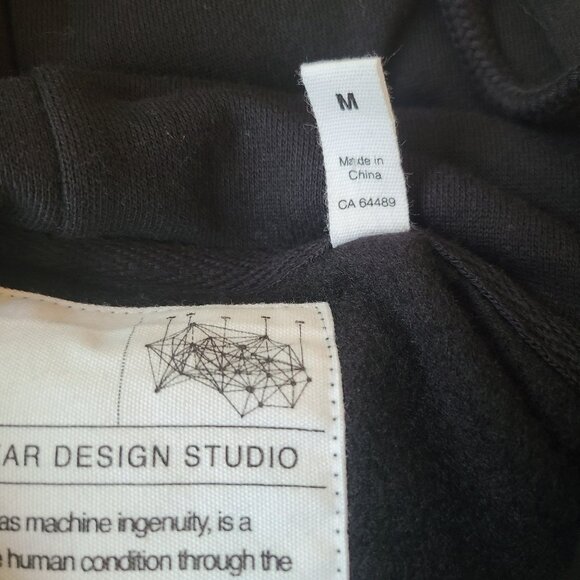 M
Made in
China
CA 64489
AR DESIGN STUDIO
as machine ingenuity, is a
human condition through the